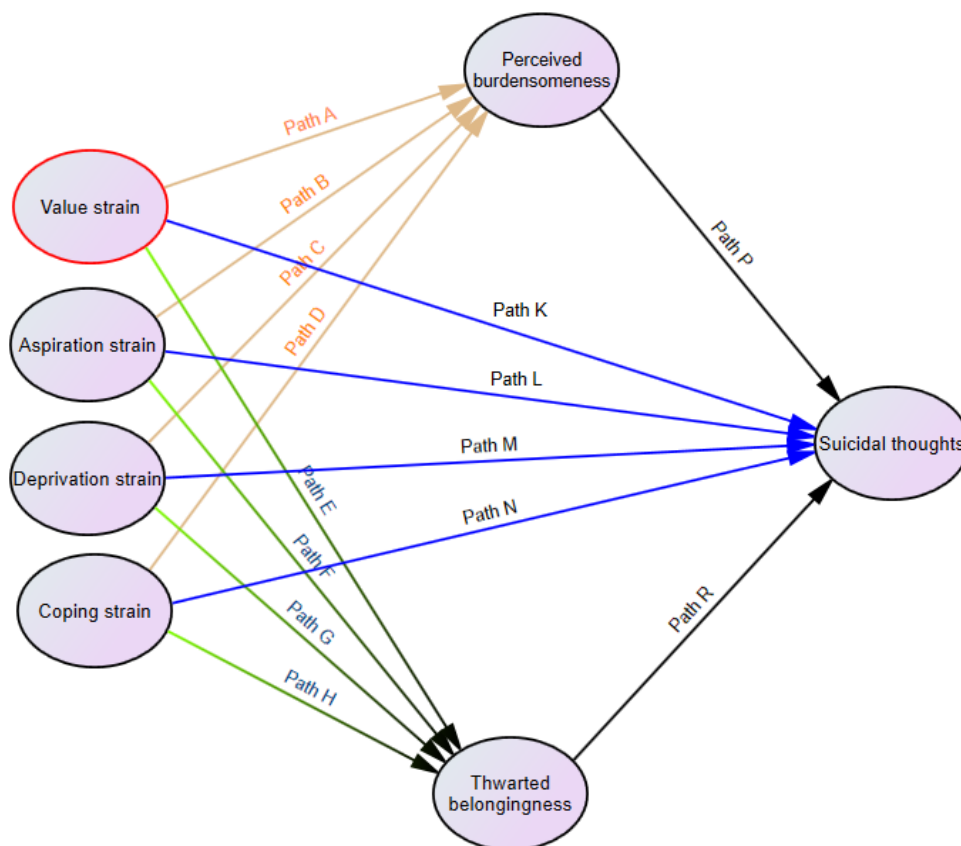 Perceived
burdensomeness
Path A
Path B
Value strain
Path P
Path C
Path D
Path K
Aspiration strain
Path L
Suicidal thoughts
Path M
Deprivation strain
Path E
Path N
Path F
Coping strain
Path G
Path R
Path H
Thwarted
belongingness